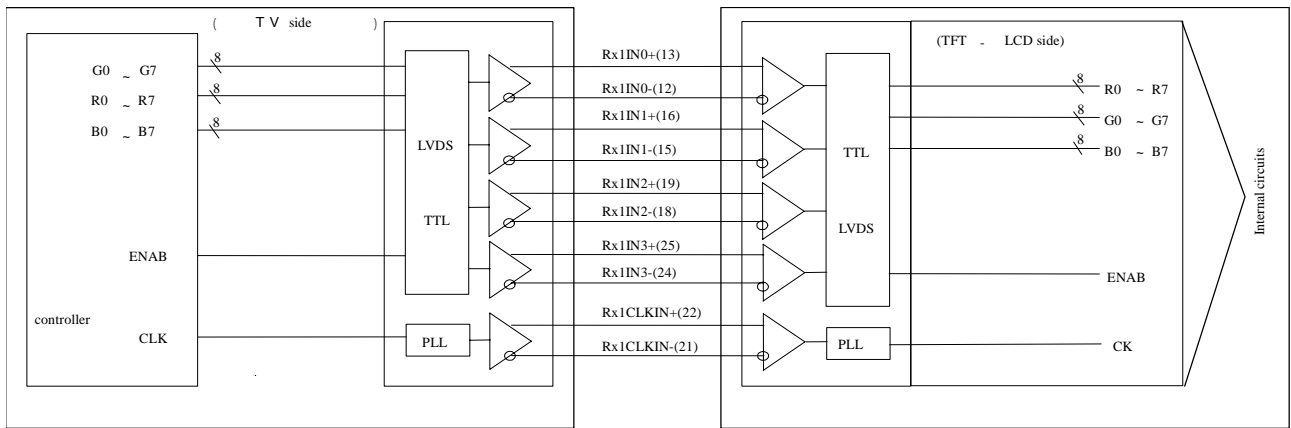 ( T V side )
G0 ~ G7
8
R0 ~ R7
8
B0 ~ B7
8
ENAB
controller
CLK
LVDS
TTL
PLL
Rx1IN0+(13)
Rx1IN0-(12)
Rx1IN1+(16)
Rx1IN1-(15)
Rx1IN2+(19)
Rx1IN2-(18)
Rx1IN3+(25)
Rx1IN3-(24)
Rx1CLKIN+(22)
Rx1CLKIN-(21)
(TFT - LCD side)
TTL
LVDS
PLL
8
R0 ~ R7
8
G0 ~ G7
8
B0 ~ B7
ENAB
CK
Internal circuits